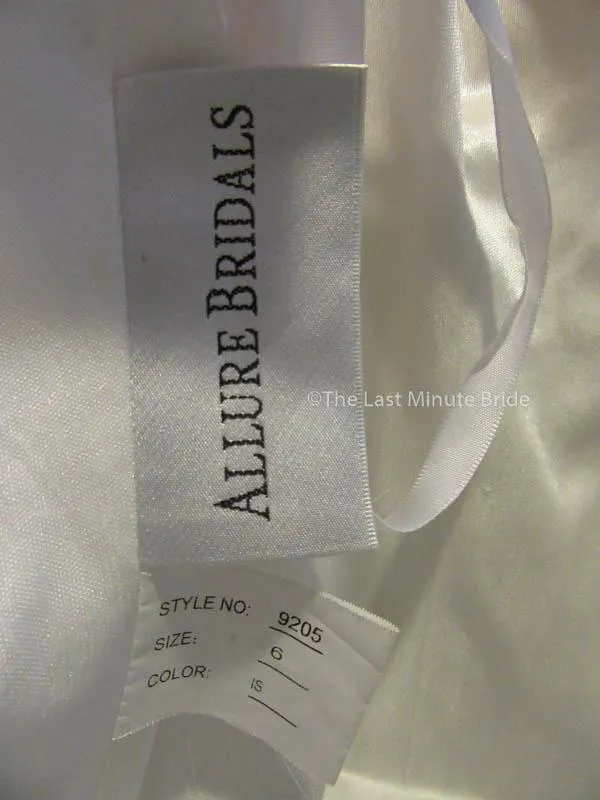 ALLURE BRIDALS
©The Last Minute Bride
STYLE NO: 9205
SIZE: 6
COLOR: IS